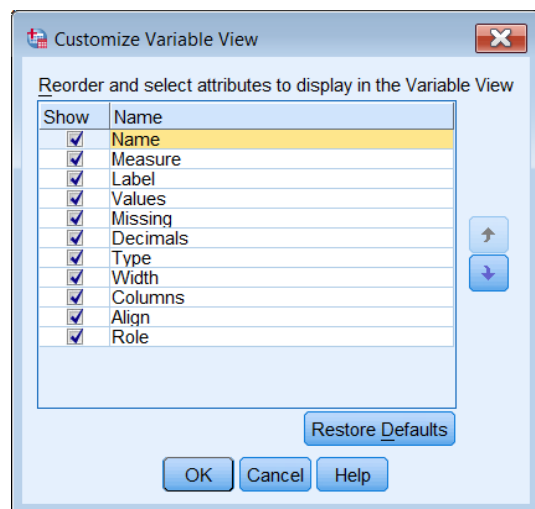 Customize Variable View
Reorder and select attributes to display in the Variable View
Show Name
Name
Measure
Label
Values
Missing
Decimals
Type
Width
Columns
Align
Role
Restore Defaults
OK Cancel Help